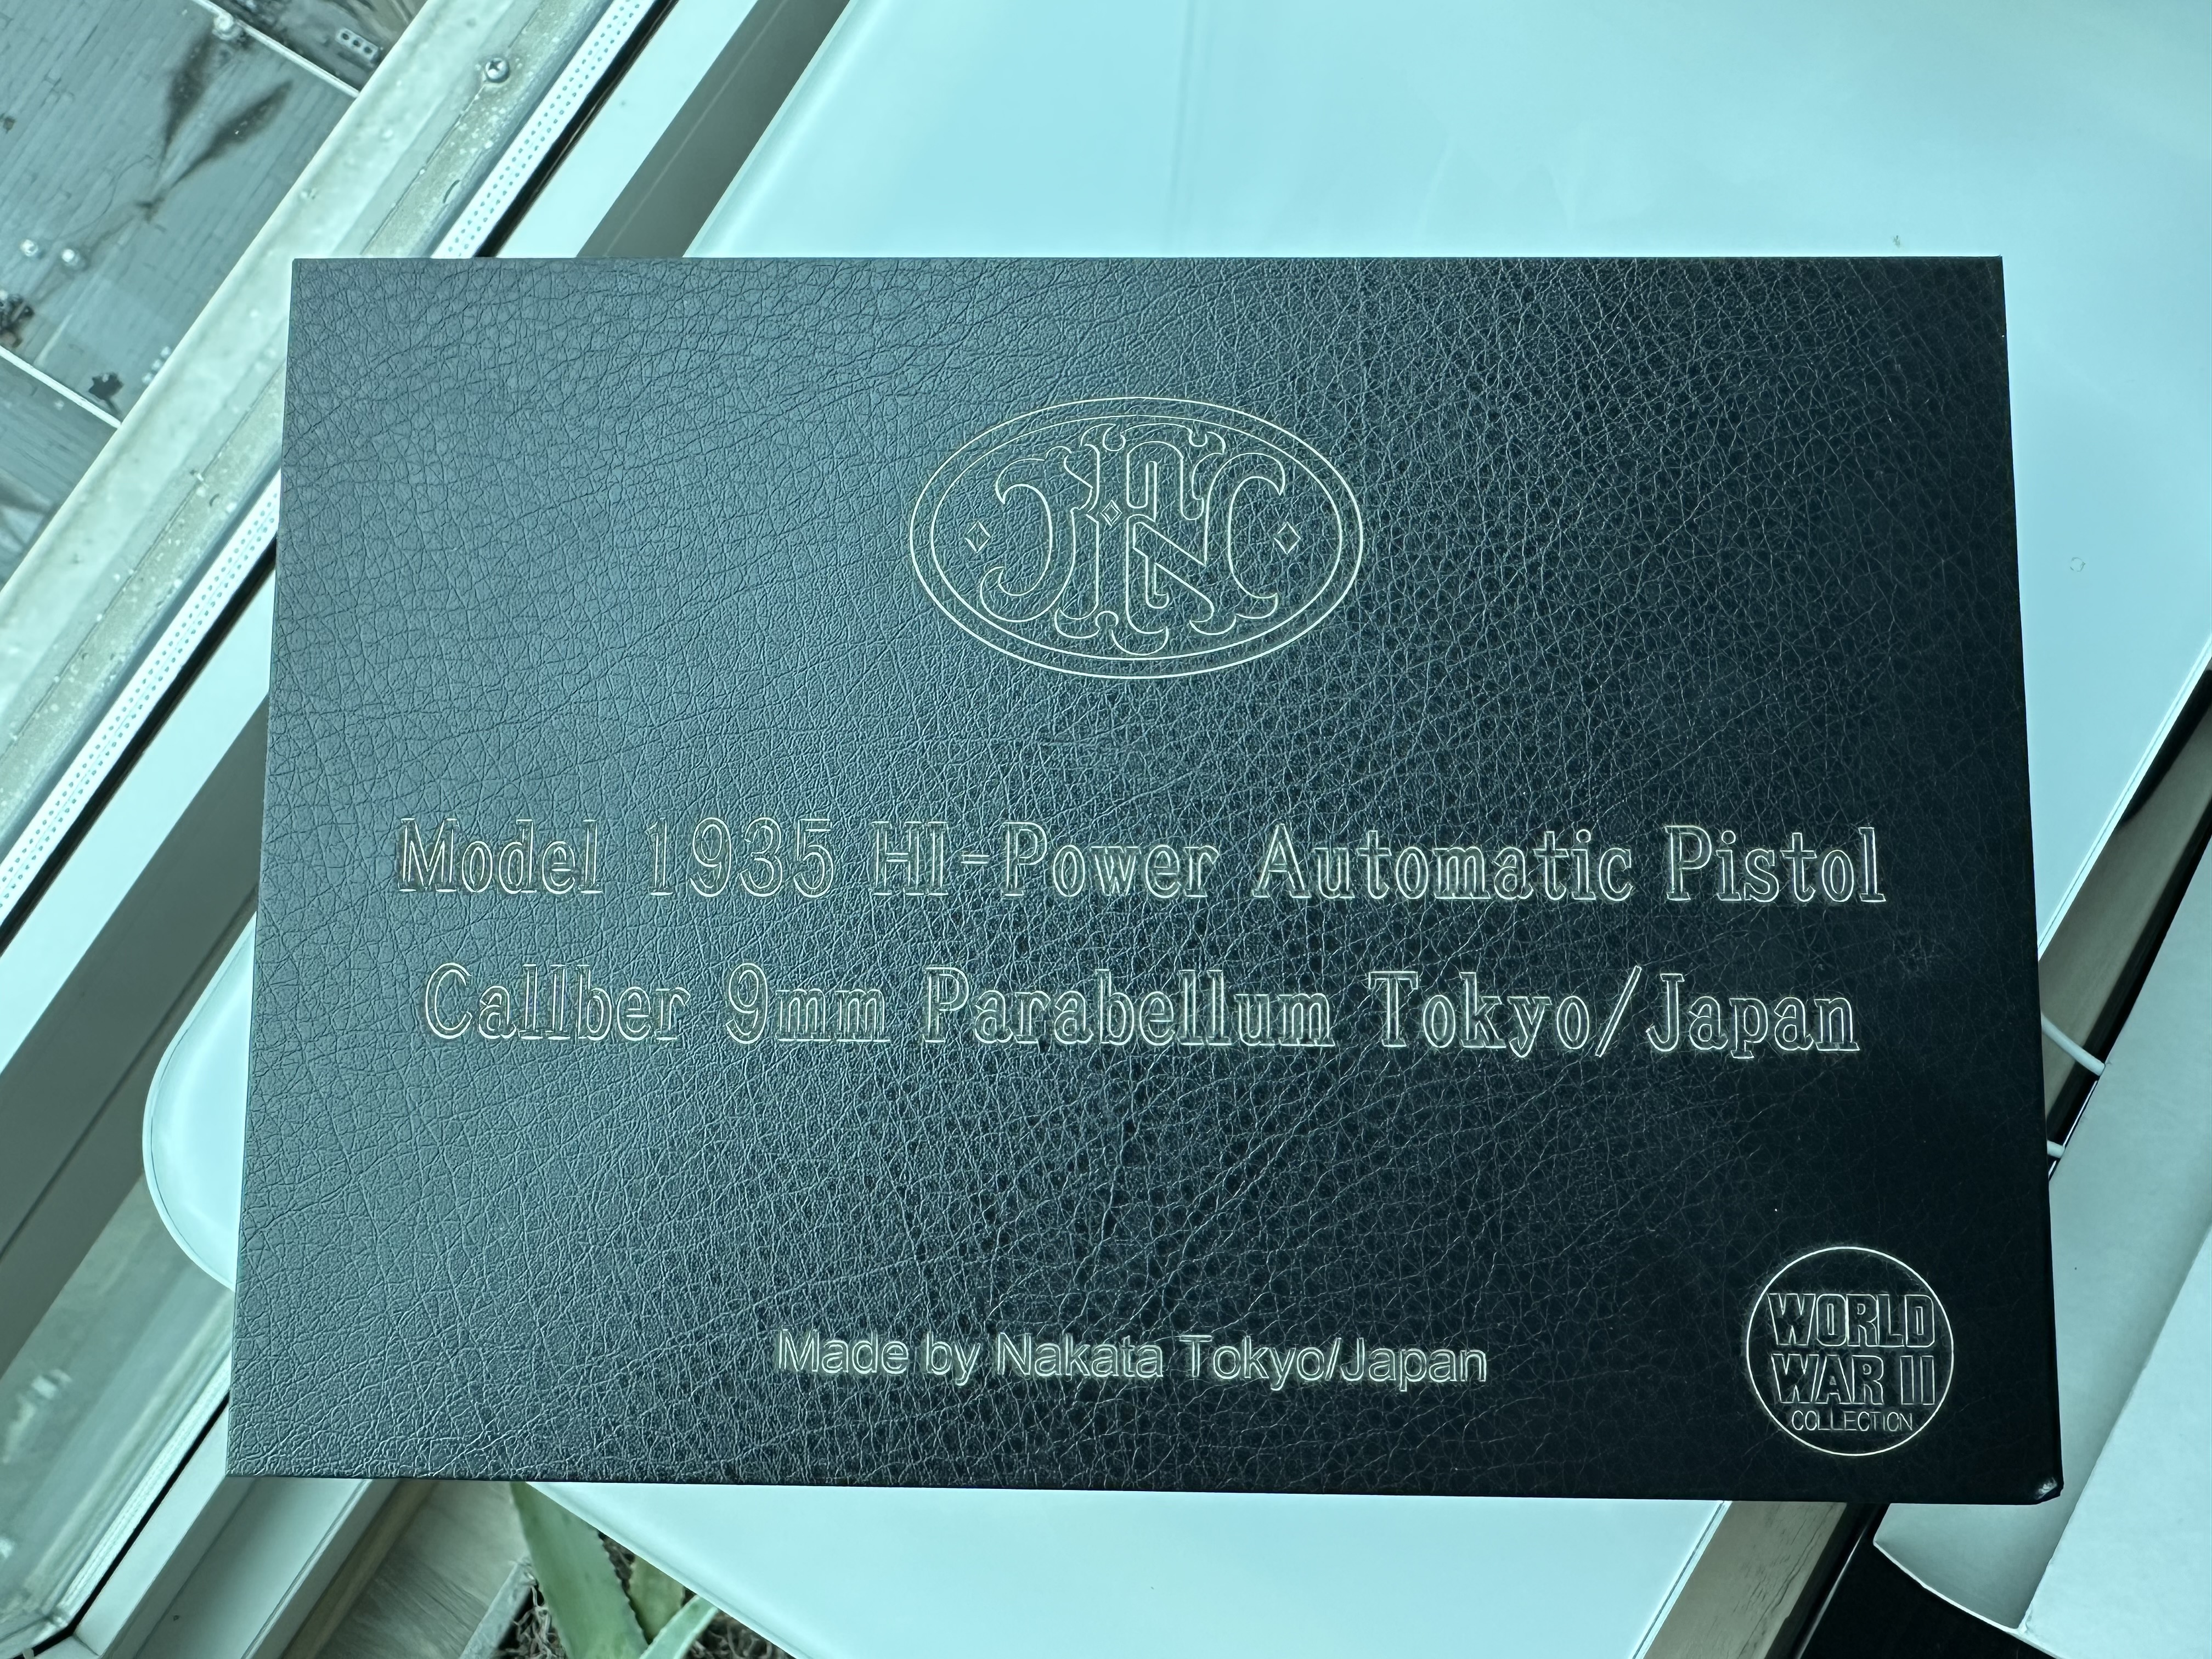 FN
Model 1935 HI-Power Automatic Pistol
Callber 9mm Parabellum Tokyo/Japan
Made by Nakata Tokyo/Japan
WORLD
WAR II
COLLECTION